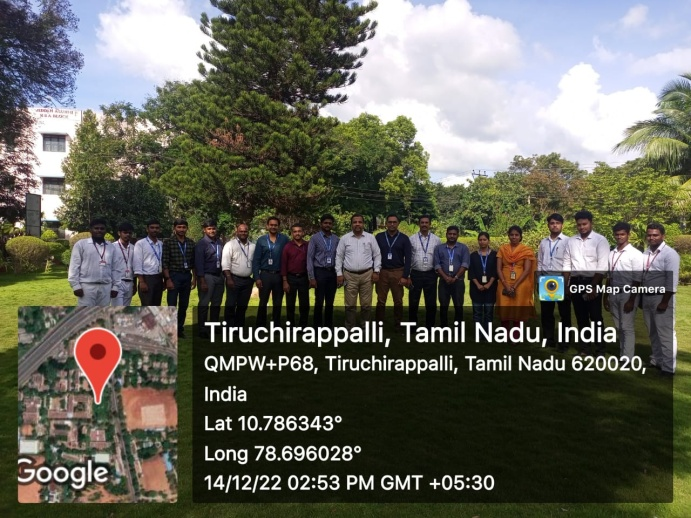 GPS Map Camera
Tiruchirappalli, Tamil Nadu, India
QMPW+P68, Tiruchirappalli, Tamil Nadu 620020,
India
Lat 10.786343°
Long 78.696028°
14/12/22 02:53 PM GMT +05:30
Google